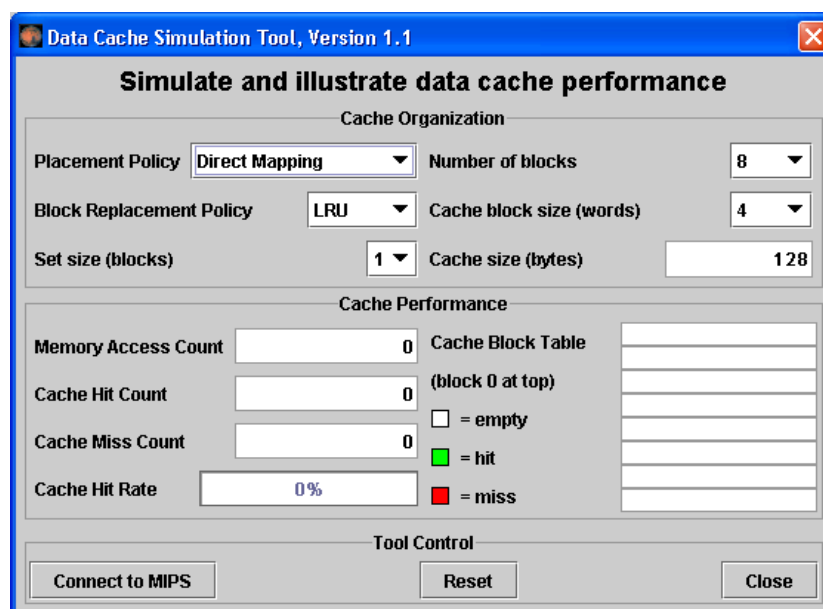 Data Cache Simulation Tool, Version 1.1
Simulate and illustrate data cache performance
Cache Organization
Placement Policy Direct Mapping Number of blocks 8
Block Replacement Policy LRU Cache block size (words) 4
Set size (blocks) 1 Cache size (bytes) 128
Cache Performance
Memory Access Count 0 Cache Block Table
(block 0 at top)
Cache Hit Count 0
= empty
Cache Miss Count 0
= hit
Cache Hit Rate 0%
= miss
Tool Control
Connect to MIPS Reset Close